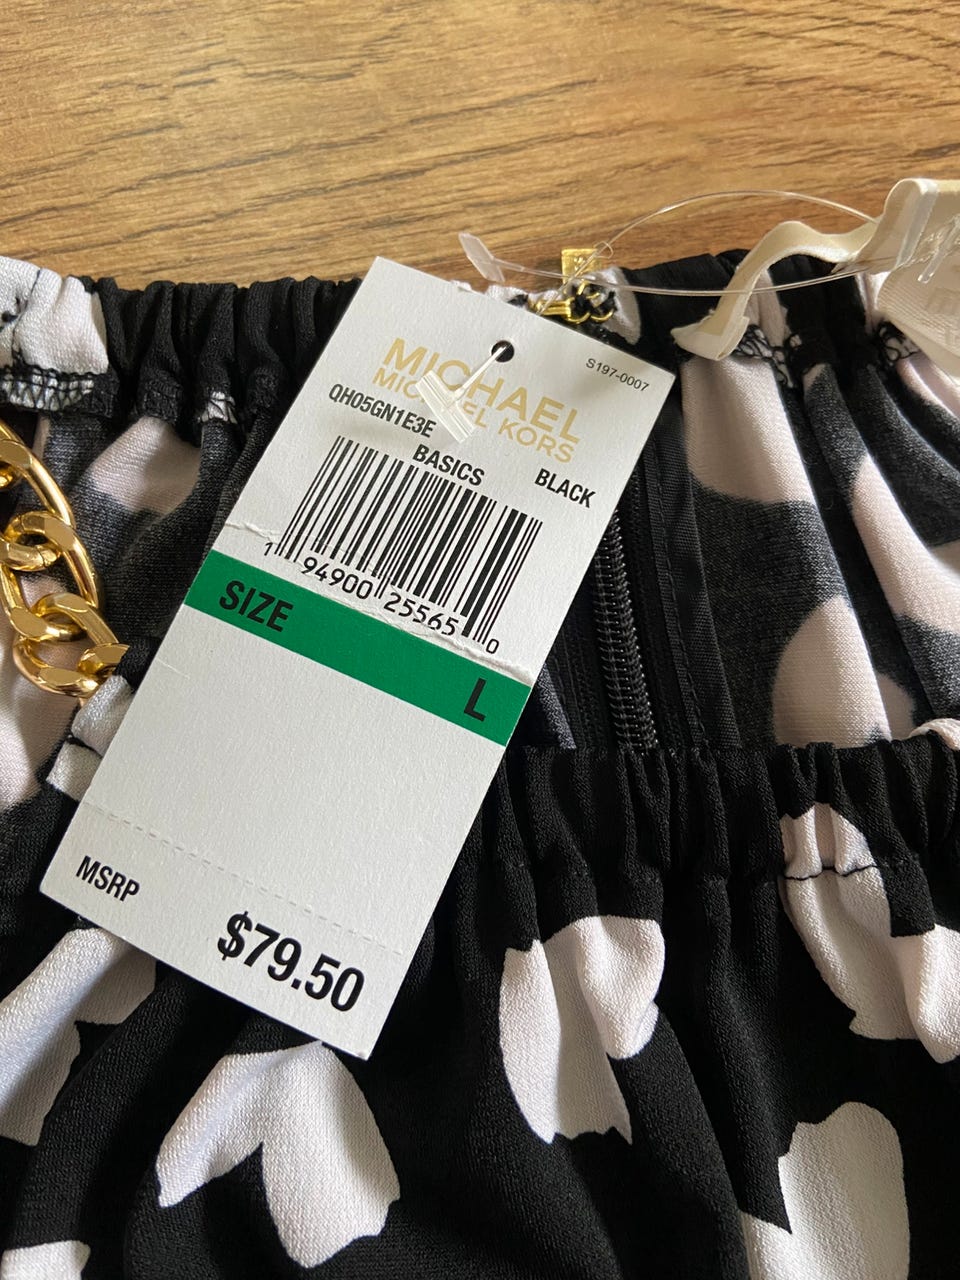 S197-0007
MICHAEL
MICHAEL KORS
QH05GN1E3E
BASICS BLACK
1 94900 25565 0
SIZE L
MSRP
$79.50